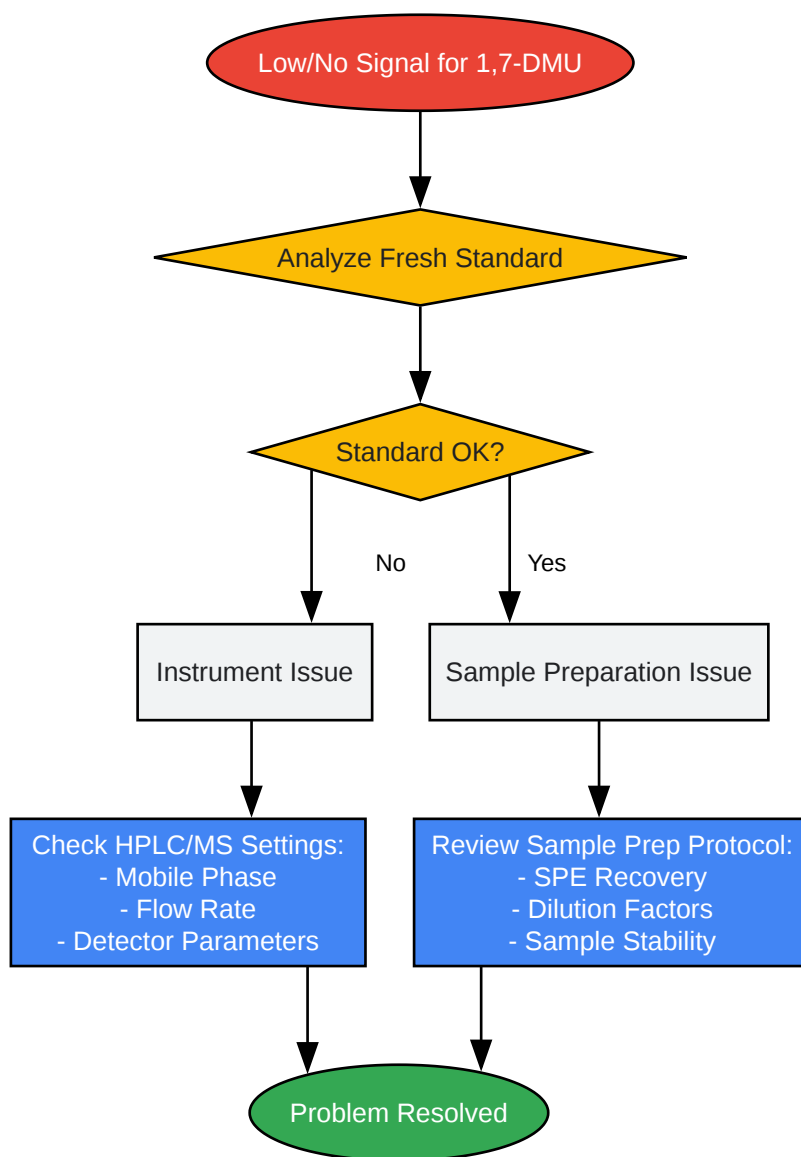 Low/No Signal for 1,7-DMU
Analyze Fresh Standard
Standard OK?
No
Yes
Instrument Issue
Sample Preparation Issue
Check HPLC/MS Settings:
- Mobile Phase
- Flow Rate
- Detector Parameters
Review Sample Prep Protocol:
- SPE Recovery
- Dilution Factors
- Sample Stability
Problem Resolved